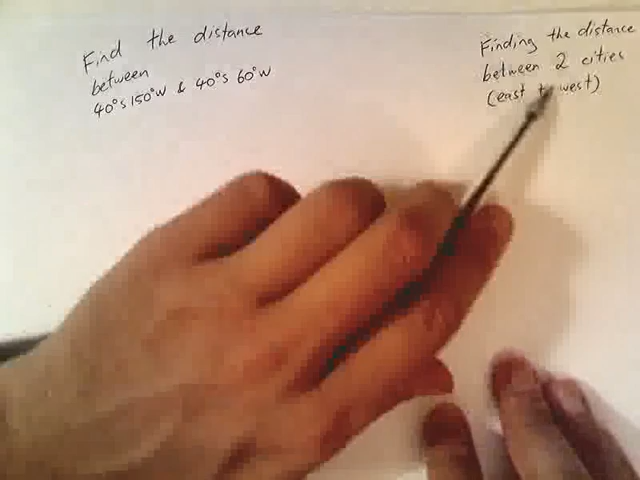 Find the distance
between
40°S 150°W & 40°S 60°W
Finding the distance
between 2 cities
(east to west)